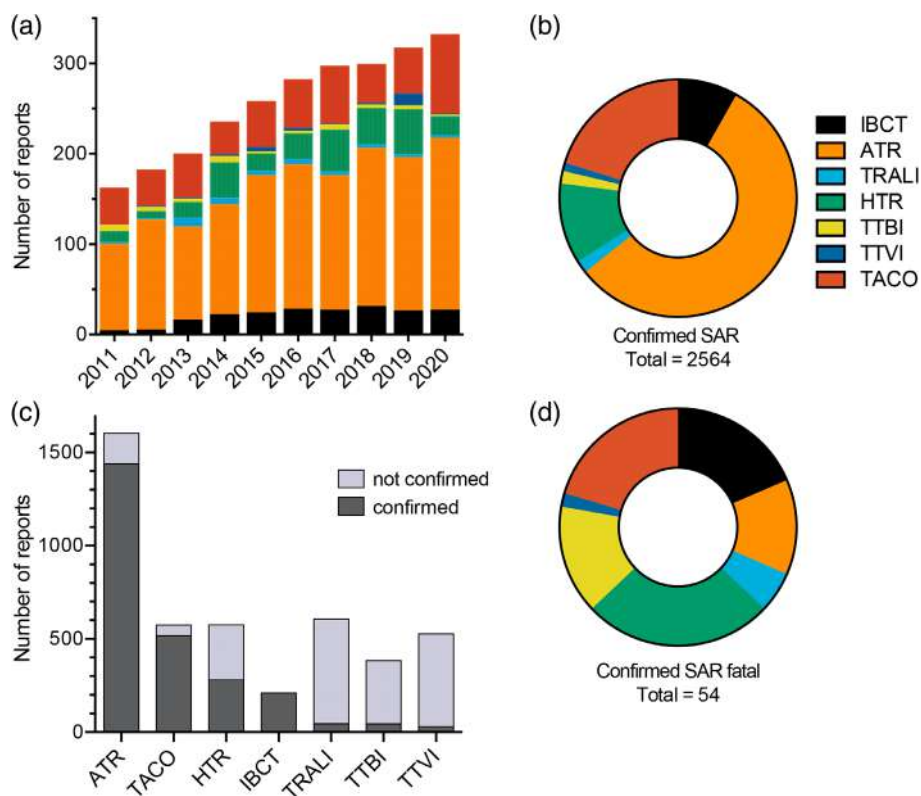 (a)
Number of reports
300
200
100
0
2011
2012
2013
2014
2015
2016
2017
2018
2019
2020
(b)
Confirmed SAR
Total = 2564
IBCT
ATR
TRALI
HTR
TTBI
TTVI
TACO
(c)
Number of reports
1500
1000
500
0
not confirmed
confirmed
ATR
TACO
HTR
IBCT
TRALI
TTBI
TTVI
(d)
Confirmed SAR fatal
Total = 54